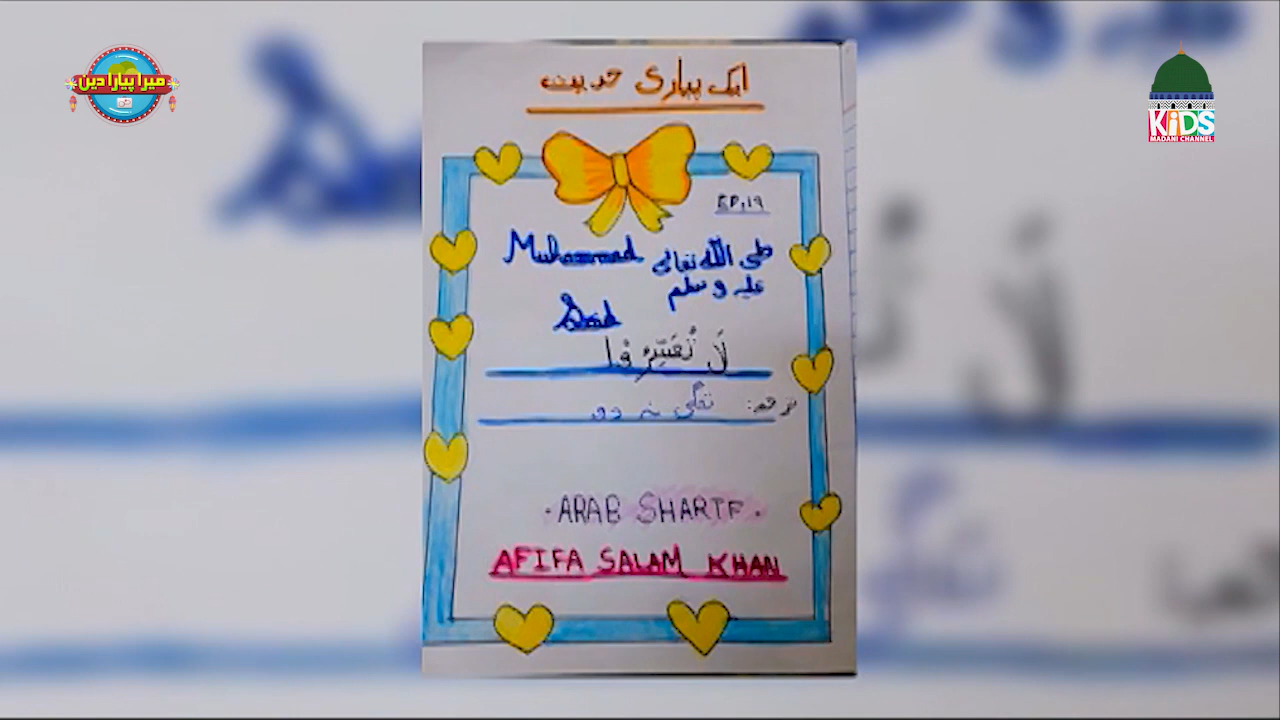 میرا پیارا دین
KiDS
MADANI CHANNEL
ایک پیاری حدیث
EP,19
Muhammad صلی اللہ تعالی
علیہ وسلم
Said
لَا تُعَسِّرُوا
ترجمہ: تنگی نہ دو
ARAB SHARIF
AFIFA SALAM KHAN